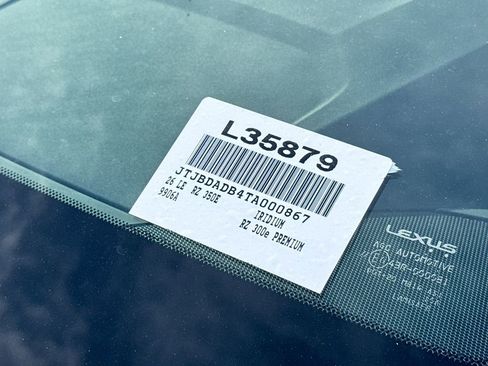 L35879
JTJBDADB4TA000867
26 LE RZ 350E
9906A
IRIDIUM
RZ 300e PREMIUM
LEXUS
AGC AUTOMOTIVE